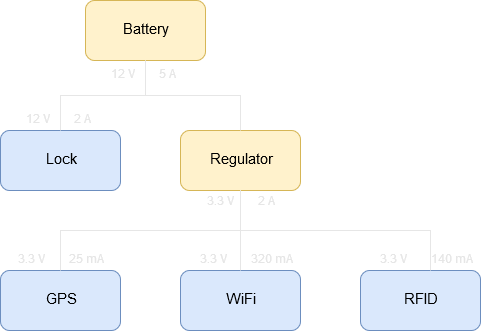 Battery
12 V 5 A
12 V 2 A
Lock
Regulator
3.3 V 2 A
3.3 V 25 mA
3.3 V 320 mA
3.3 V 140 mA
GPS
WiFi
RFID